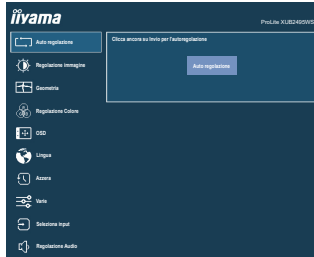 iiyama
ProLite XUB2495WS
Auto regolazione
Clicca ancora su Invio per l'autoregolazione
Auto regolazione
Regolazione Immagine
Geometria
Regolazione Colore
OSD
Lingua
Azzera
Varie
Seleziona input
Regolazione Audio